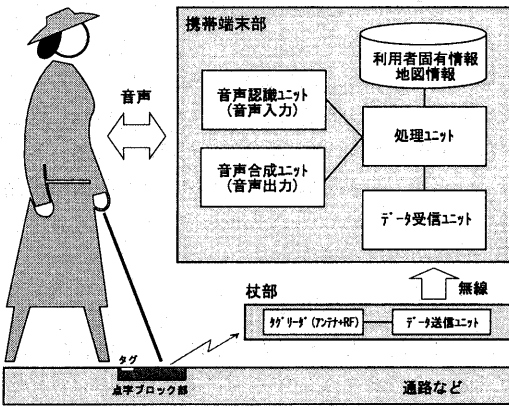 携帯端末部
利用者固有情報
地図情報
音声
音声認識ユニット
(音声入力)
処理ユニット
音声合成ユニット
(音声出力)
データ受信ユニット
無線
杖部
タグリーダ(アンテナ+RF)
データ送信ユニット
タグ
点字ブロック部
通路など